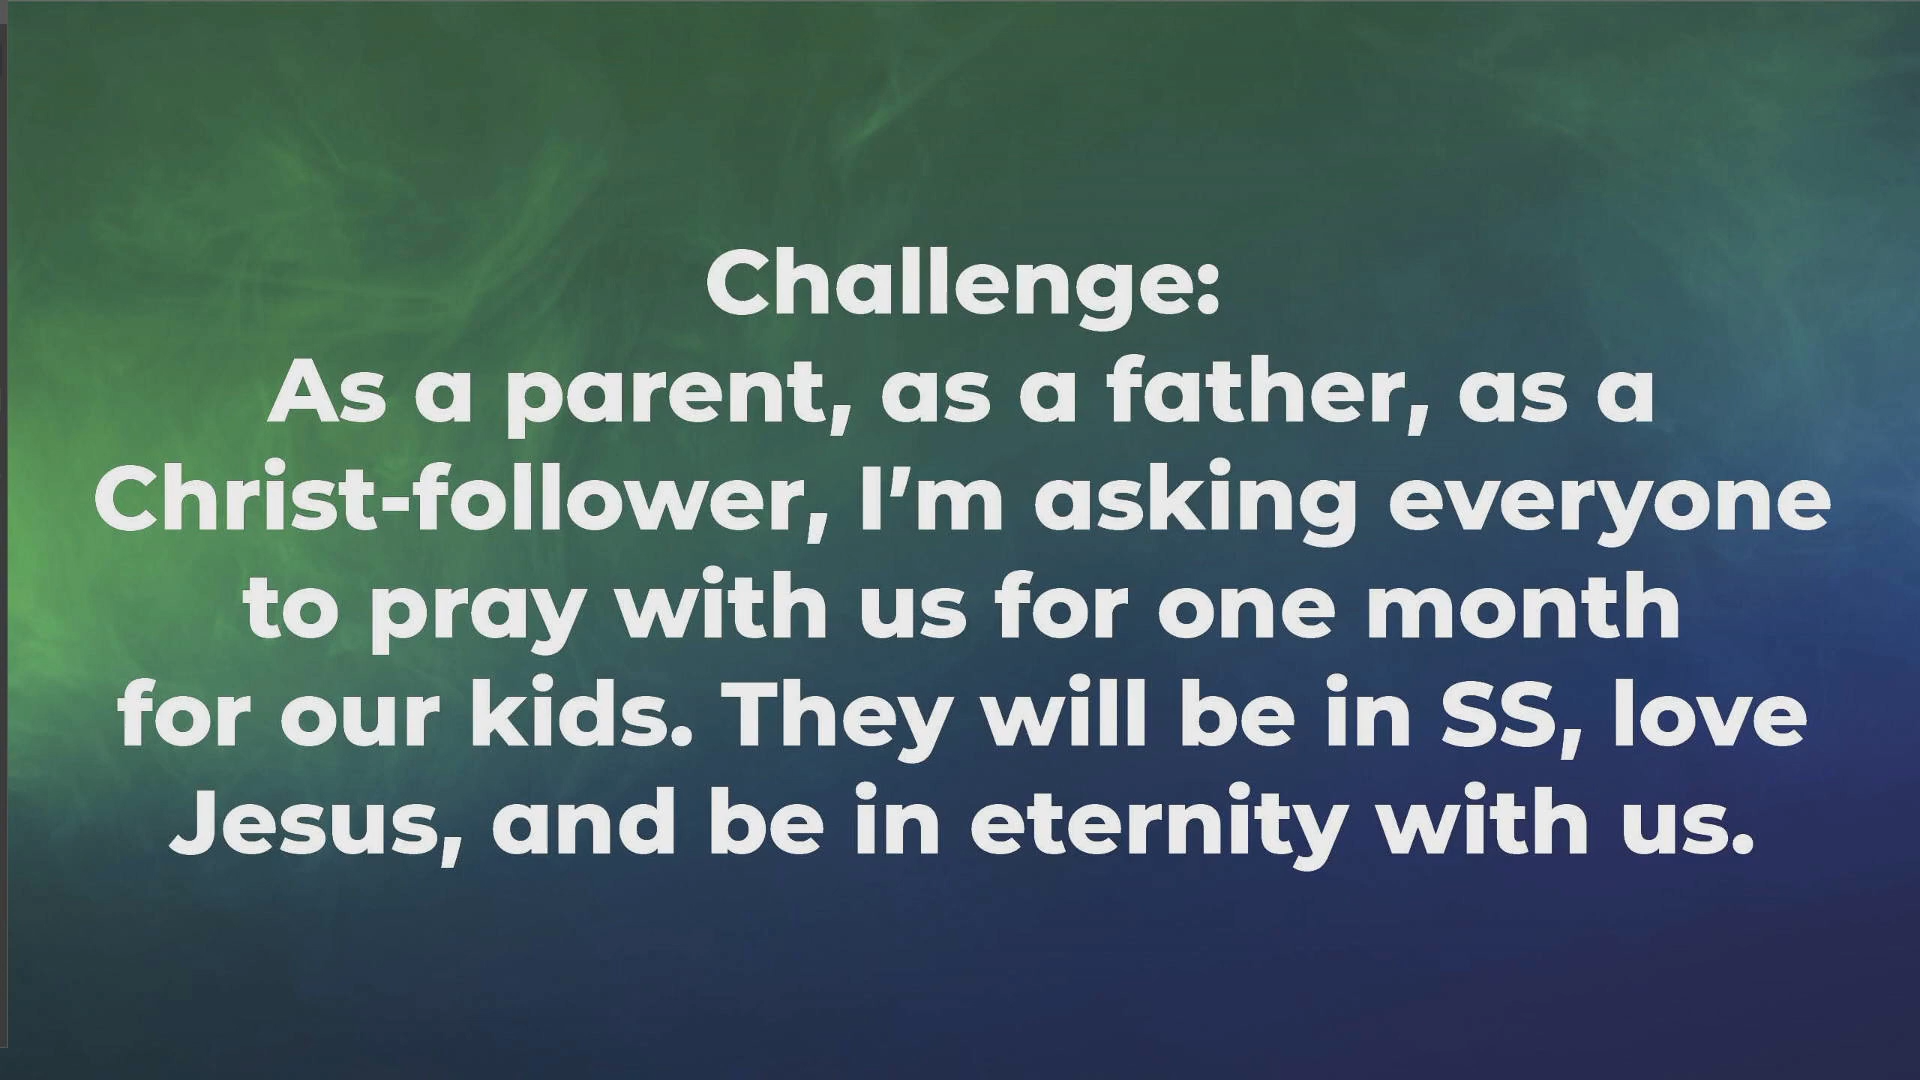 Challenge:
As a parent, as a father, as a
Christ-follower, I’m asking everyone
to pray with us for one month
for our kids. They will be in SS, love
Jesus, and be in eternity with us.